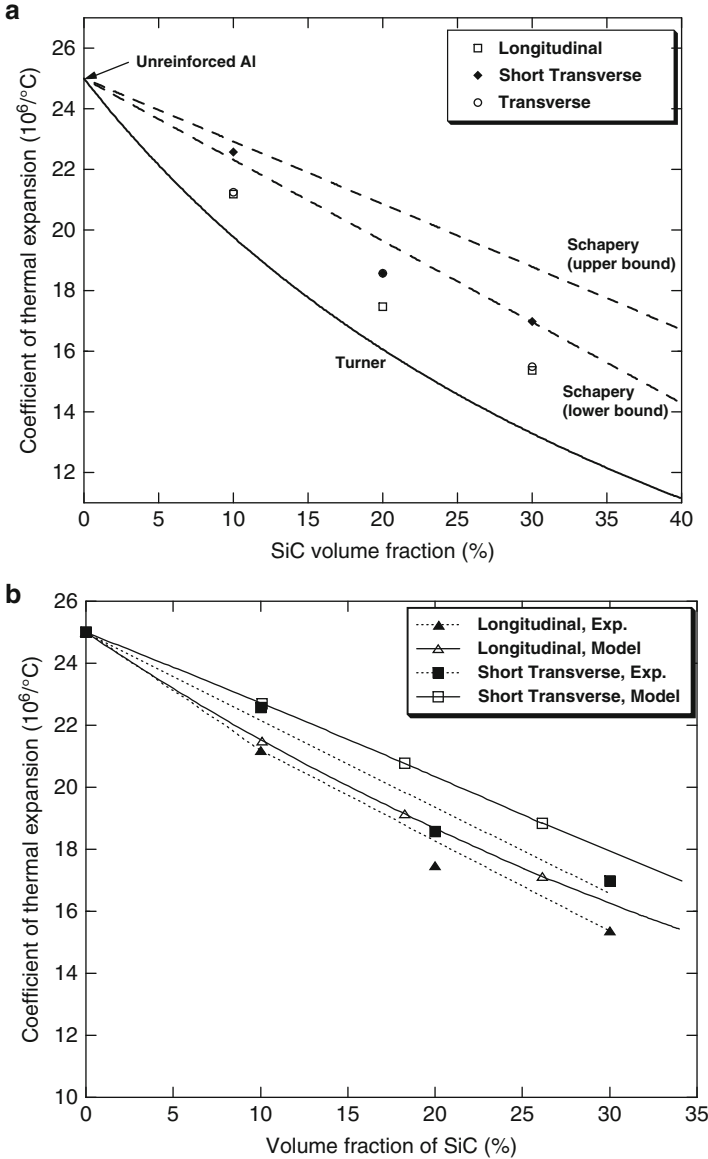 a
Coefficient of thermal expansion (10⁶/°C)
26
24
22
20
18
16
14
12
Unreinforced Al
Longitudinal
Short Transverse
Transverse
Schapery
(upper bound)
Turner
Schapery
(lower bound)
0 5 10 15 20 25 30 35 40
SiC volume fraction (%)
b
Coefficient of thermal expansion (10⁶/°C)
26
24
22
20
18
16
14
12
10
Longitudinal, Exp.
Longitudinal, Model
Short Transverse, Exp.
Short Transverse, Model
0 5 10 15 20 25 30 35
Volume fraction of SiC (%)